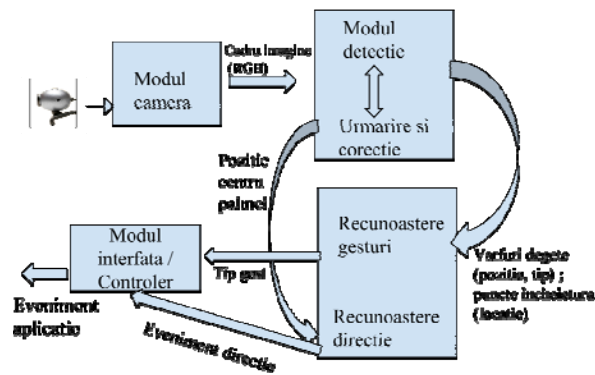 Modul
camera
Cadru imagine
(RGB)
Modul
detectie
Urmarire si
corectie
Pozitie
centru
palmei
Modul
interfata /
Controler
Tip gest
Recunoastere
gesturi
Recunoastere
directie
Varfuri degete
(pozitie, tip) ;
puncte incheietura
(locatie)
Eveniment
aplicatie
Eveniment directie